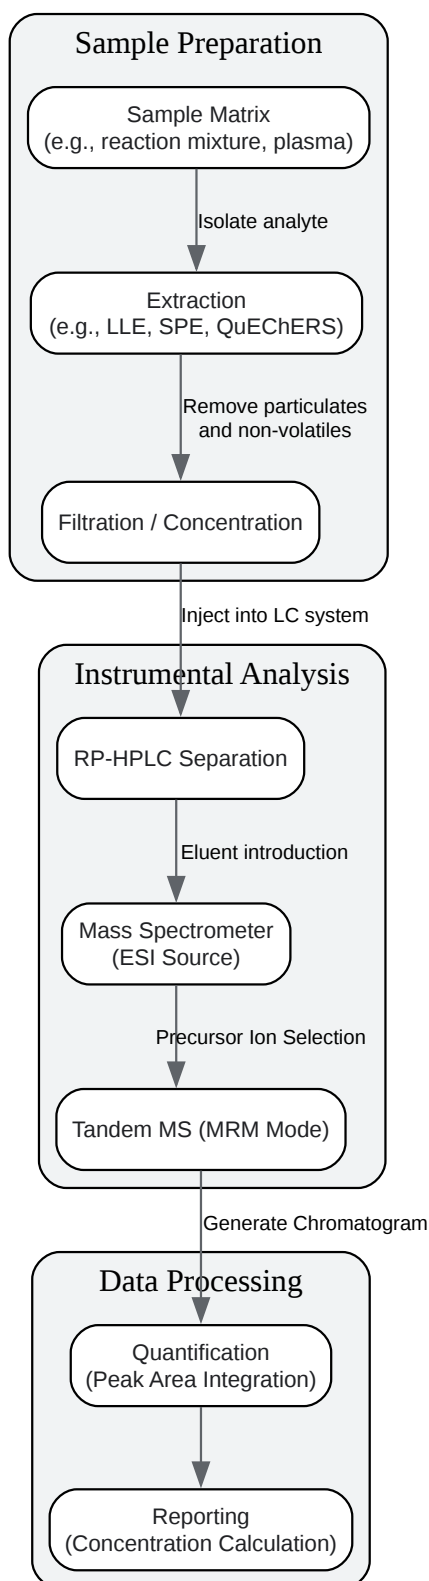 Sample Preparation
Sample Matrix
(e.g., reaction mixture, plasma)
Isolate analyte
Extraction
(e.g., LLE, SPE, QuEChERS)
Remove particulates
and non-volatiles
Filtration / Concentration
Inject into LC system
Instrumental Analysis
RP-HPLC Separation
Eluent introduction
Mass Spectrometer
(ESI Source)
Precursor Ion Selection
Tandem MS (MRM Mode)
Generate Chromatogram
Data Processing
Quantification
(Peak Area Integration)
Reporting
(Concentration Calculation)